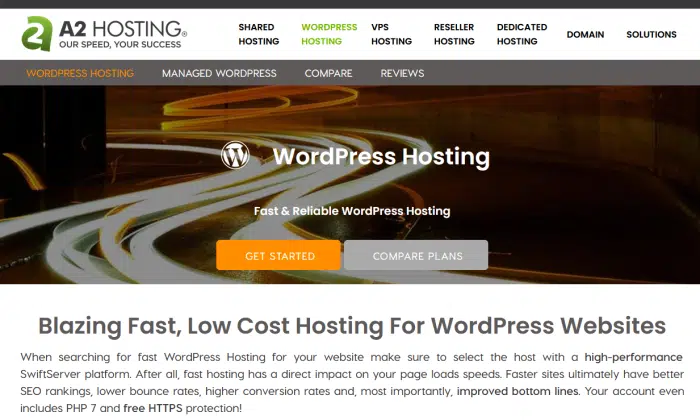 A2 HOSTING®
OUR SPEED, YOUR SUCCESS
SHARED HOSTING
WORDPRESS HOSTING
VPS HOSTING
RESELLER HOSTING
DEDICATED HOSTING
DOMAIN
SOLUTIONS
WORDPRESS HOSTING MANAGED WORDPRESS COMPARE REVIEWS
WordPress Hosting
Fast & Reliable WordPress Hosting
GET STARTED COMPARE PLANS
Blazing Fast, Low Cost Hosting For WordPress Websites
When searching for fast WordPress Hosting for your website make sure to select the host with a high-performance
SwiftServer platform. After all, fast hosting has a direct impact on your page loads speeds. Faster sites ultimately have better
SEO rankings, lower bounce rates, higher conversion rates and, most importantly, improved bottom lines. Your account even
includes PHP 7 and free HTTPS protection!